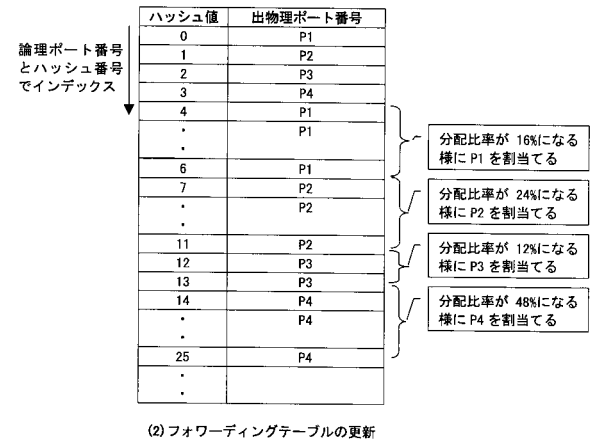 ハッシュ値 出物理ポート番号
論理ポート番号
とハッシュ番号
でインデックス
0 P1
1 P2
2 P3
3 P4
4 P1
・ P1
・
6 P1
7 P2
・ P2
・
11 P2
12 P3
13 P3
14 P4
・ P4
・
25 P4
・
・
分配比率が 16%になる
様に P1 を割当てる
分配比率が 24%になる
様に P2 を割当てる
分配比率が 12%になる
様に P3 を割当てる
分配比率が 48%になる
様に P4 を割当てる
(2)フォワーディングテーブルの更新